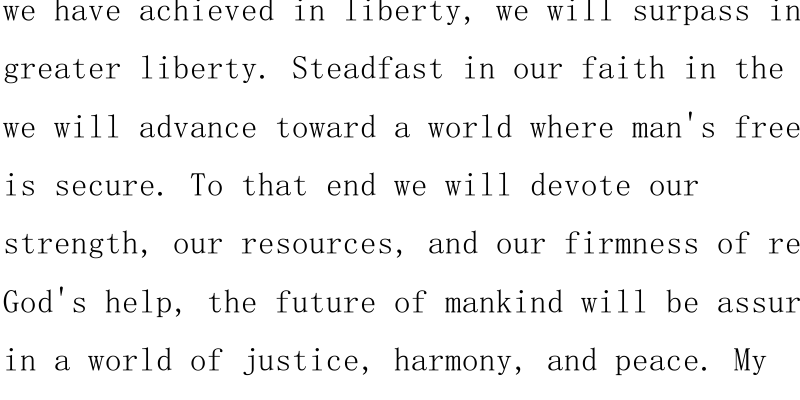 we have achieved in liberty, we will surpass in
greater liberty. Steadfast in our faith in the
we will advance toward a world where man's free
is secure. To that end we will devote our
strength, our resources, and our firmness of re
God's help, the future of mankind will be assur
in a world of justice, harmony, and peace. My